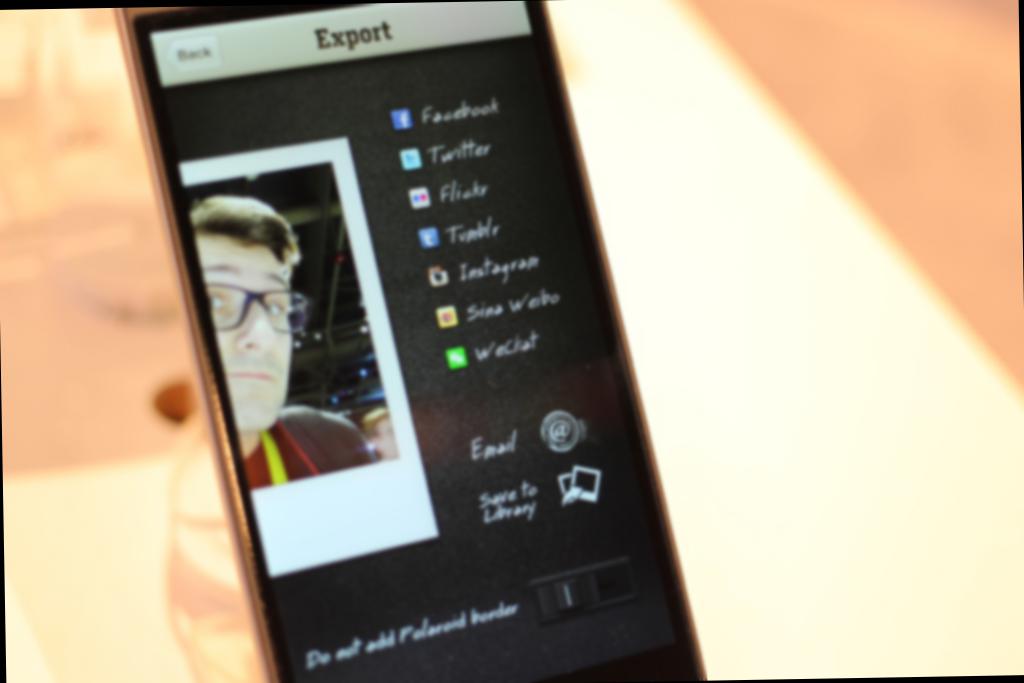 Back
Export
Facebook
Twitter
Flickr
Tumblr
Instagram
Sina Weibo
WeChat
Email
Save to
Library
Do not add Polaroid border